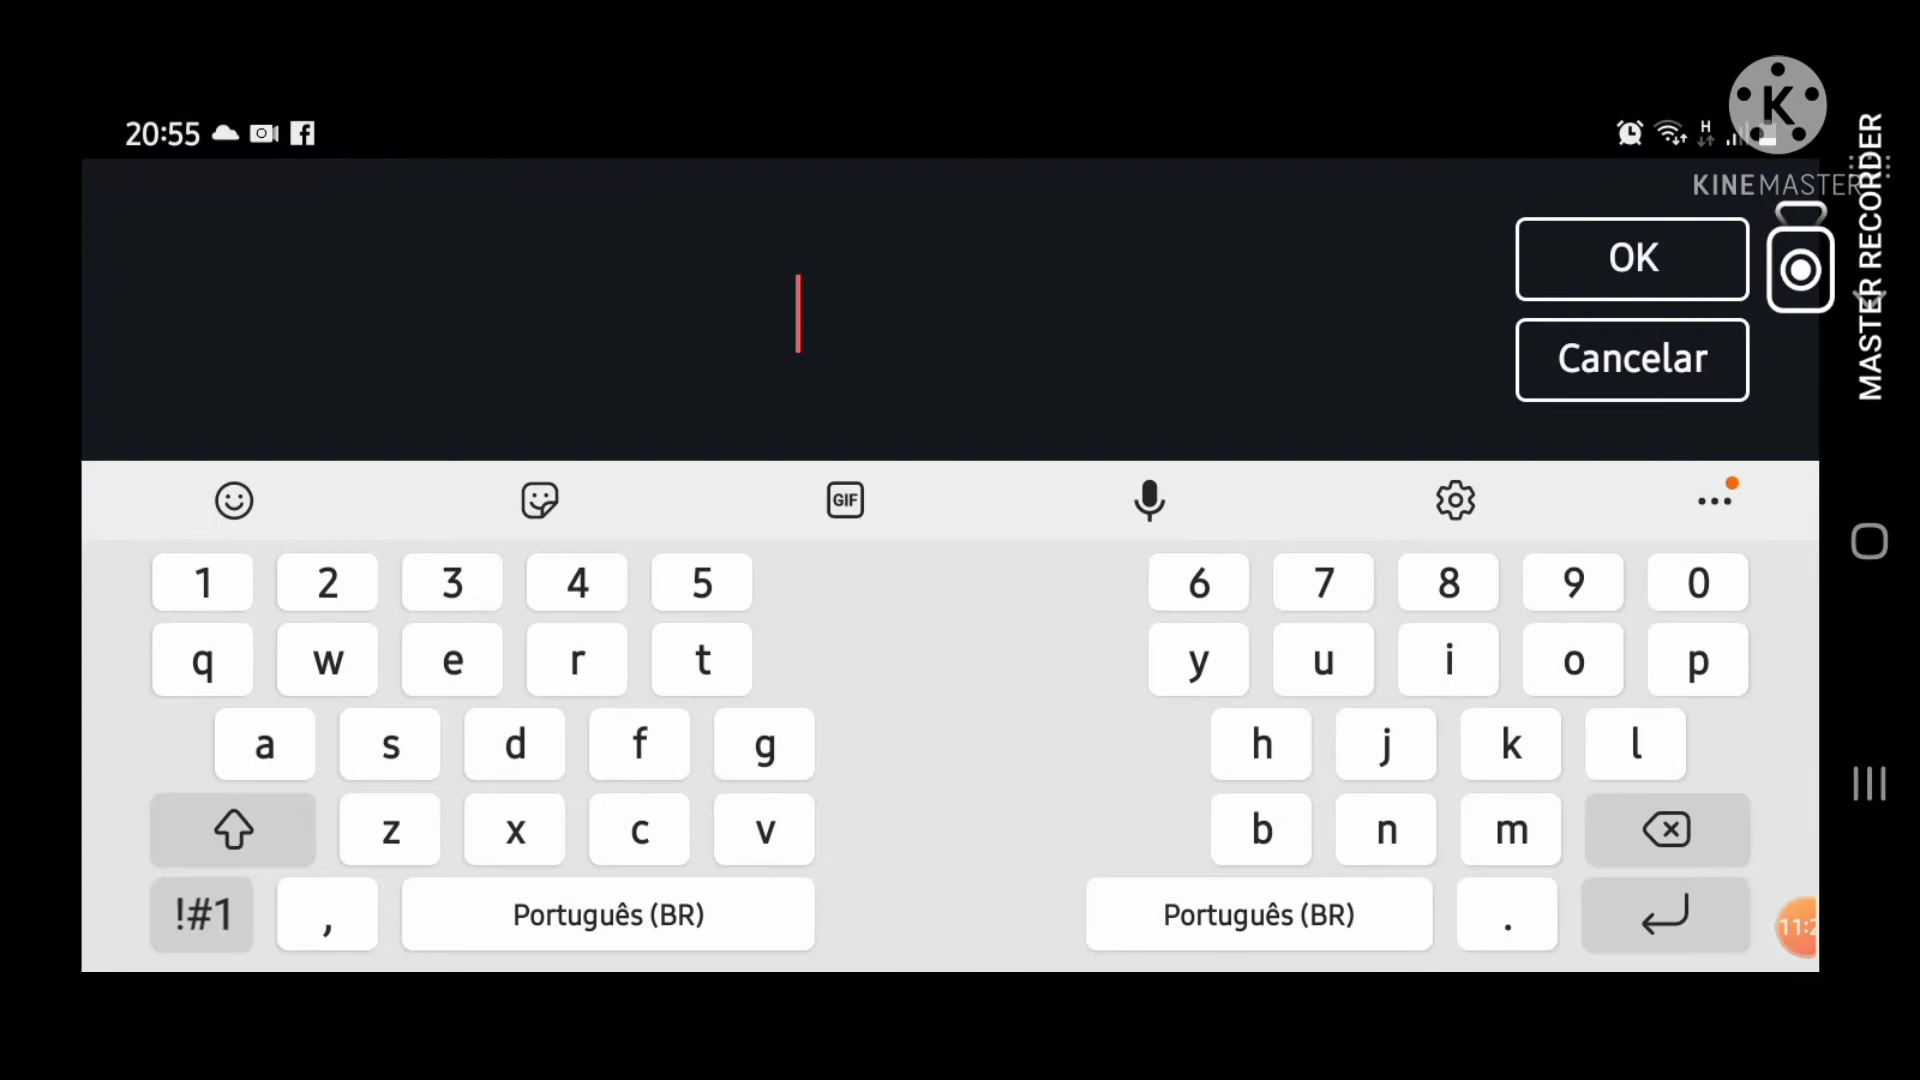 20:55
H
K
KINEMASTER
MASTER RECORDER
OK
Cancelar
GIF
1 2 3 4 5 6 7 8 9 0
q w e r t y u i o p
a s d f g h j k l
z x c v b n m
!#1 , Português (BR) Português (BR) .